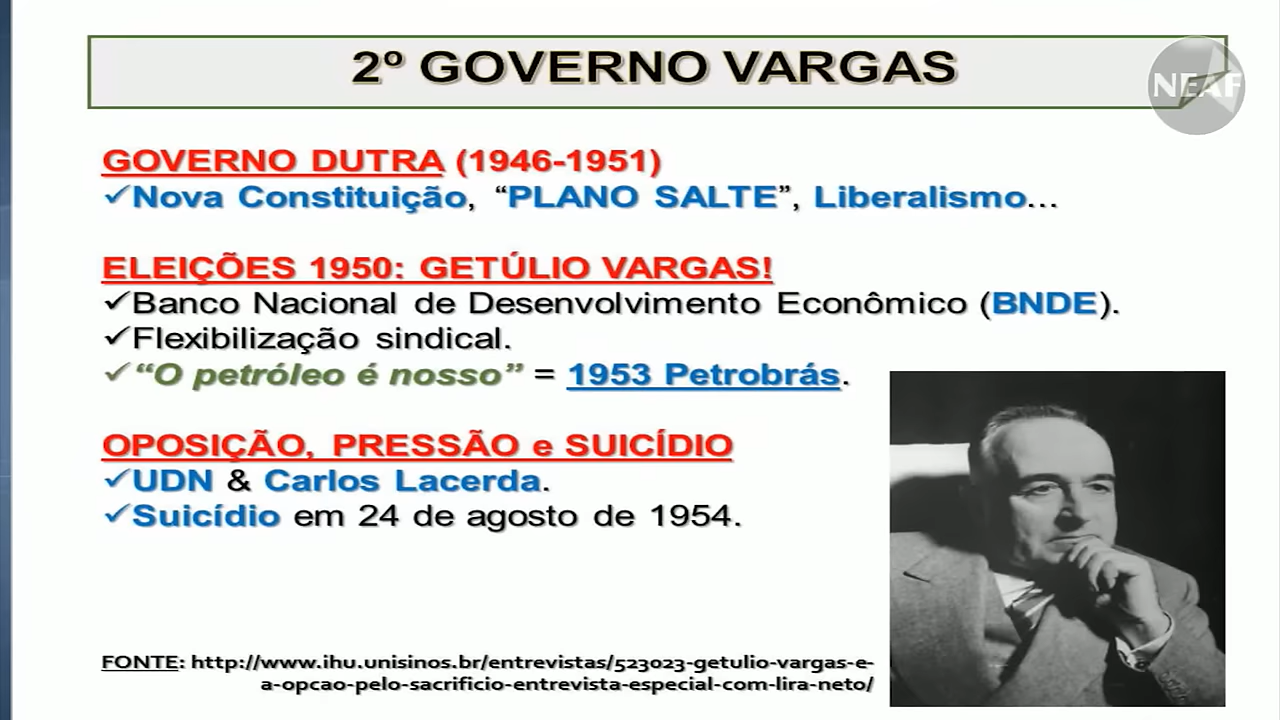 2º GOVERNO VARGAS
NEAF
GOVERNO DUTRA (1946-1951)
✓Nova Constituição, “PLANO SALTE”, Liberalismo...
ELEIÇÕES 1950: GETÚLIO VARGAS!
✓Banco Nacional de Desenvolvimento Econômico (BNDE).
✓Flexibilização sindical.
✓“O petróleo é nosso” = 1953 Petrobrás.
OPOSIÇÃO, PRESSÃO e SUICÍDIO
✓UDN & Carlos Lacerda.
✓Suicídio em 24 de agosto de 1954.
FONTE: http://www.ihu.unisinos.br/entrevistas/523023-getulio-vargas-e-
a-opcao-pelo-sacrificio-entrevista-especial-com-lira-neto/